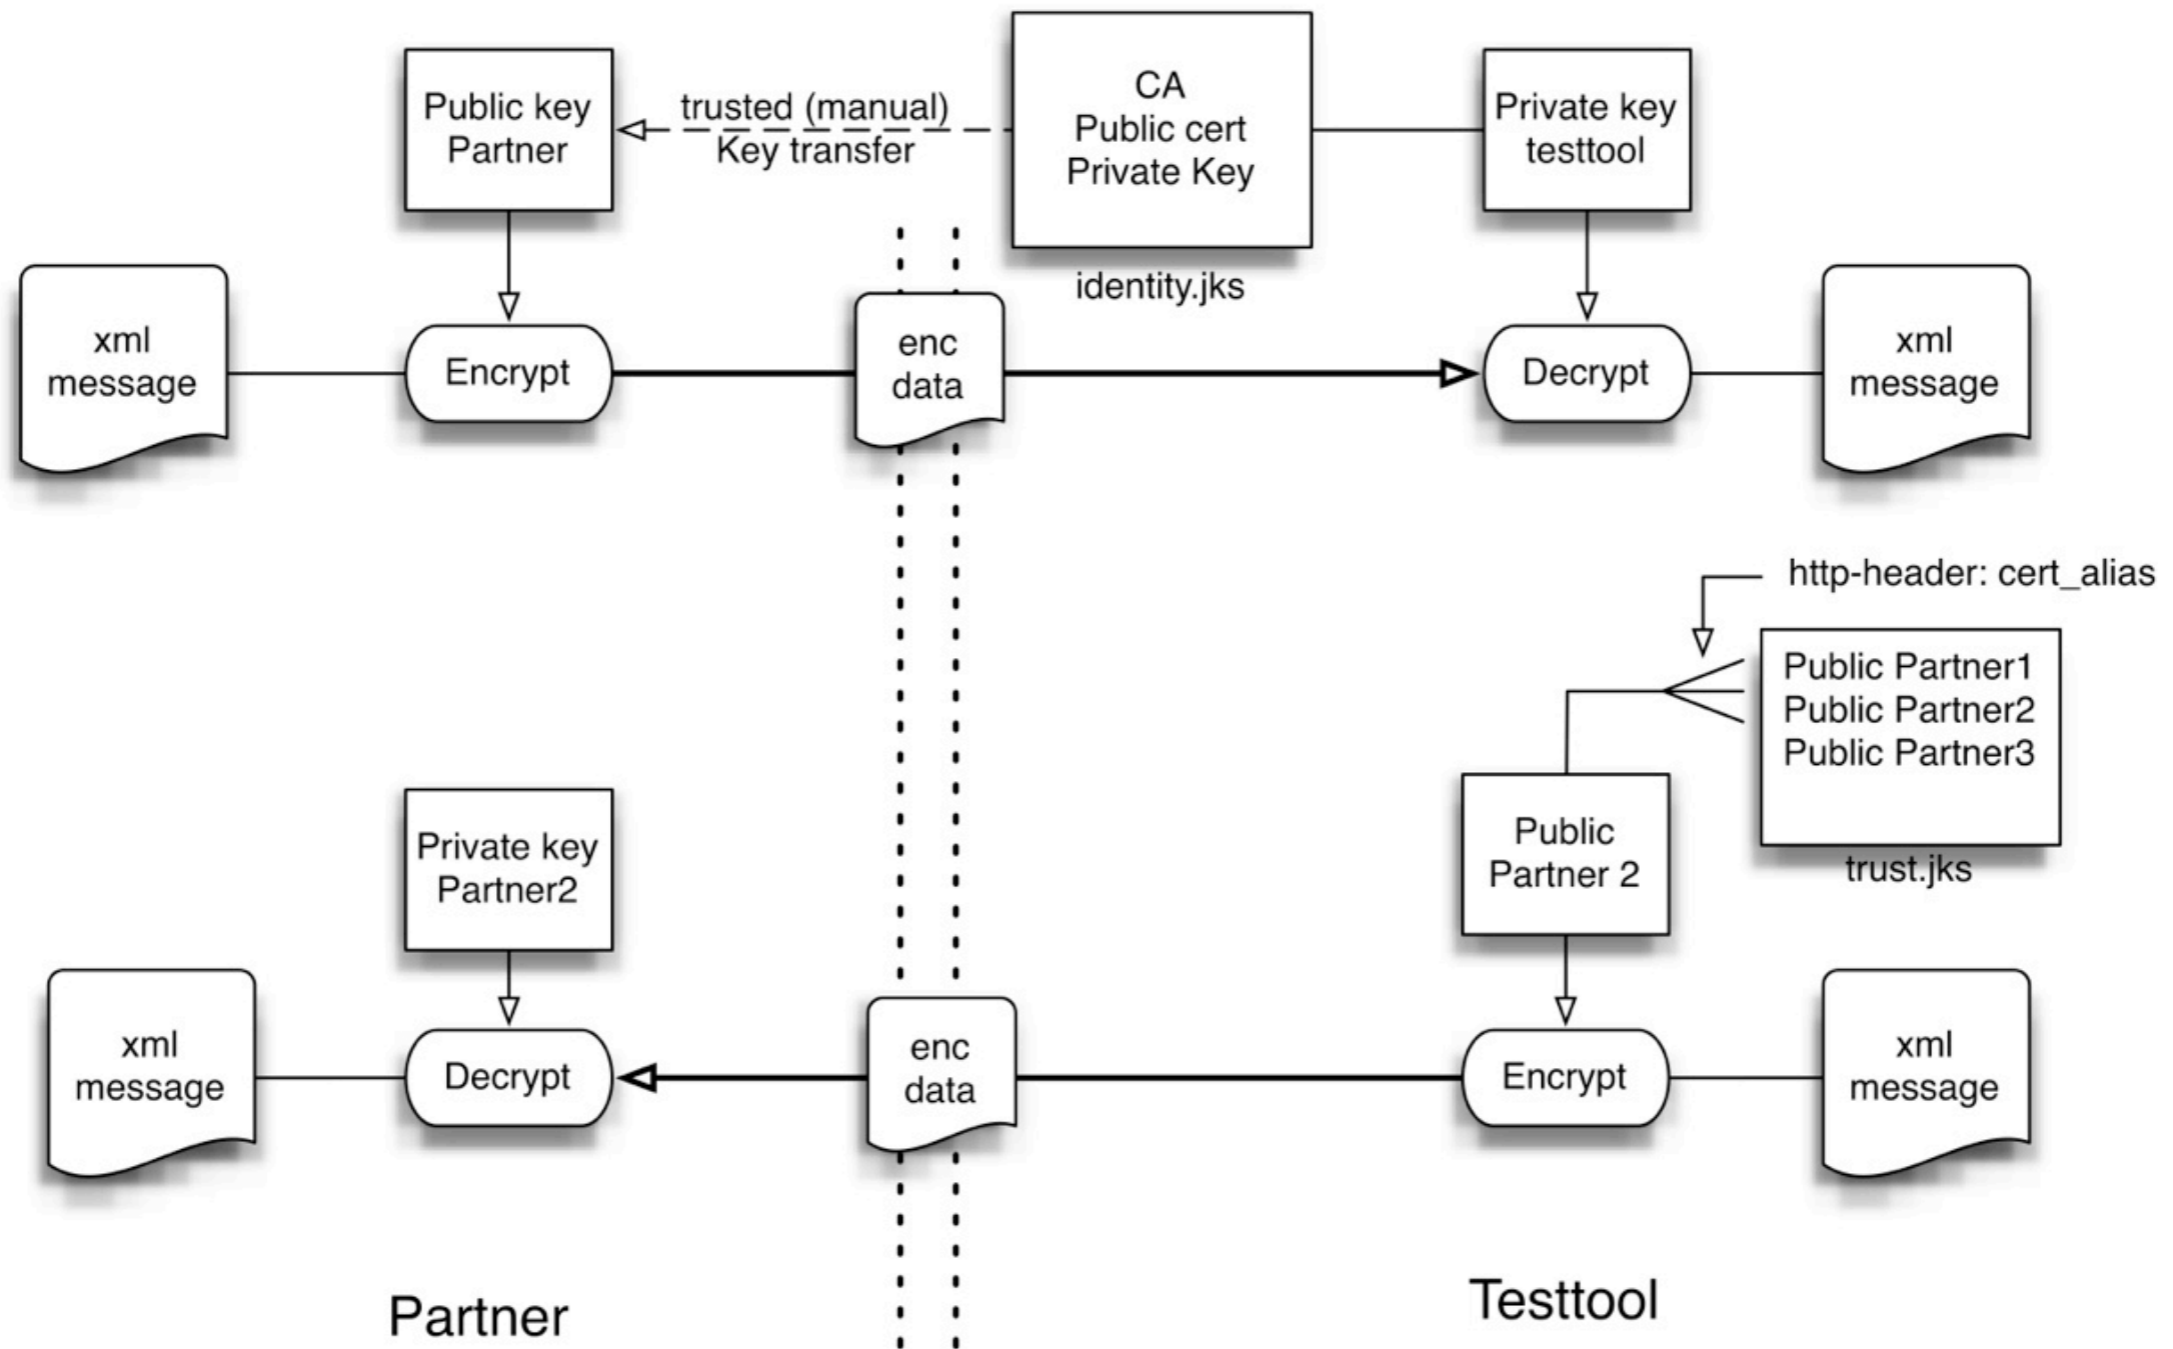 Public key
Partner
trusted (manual)
Key transfer
CA
Public cert
Private Key
identity.jks
Private key
testtool
xml
message
Encrypt
enc
data
Decrypt
xml
message
http-header: cert_alias
Public Partner1
Public Partner2
Public Partner3
trust.jks
Private key
Partner2
Public
Partner 2
xml
message
Decrypt
enc
data
Encrypt
xml
message
Partner
Testtool